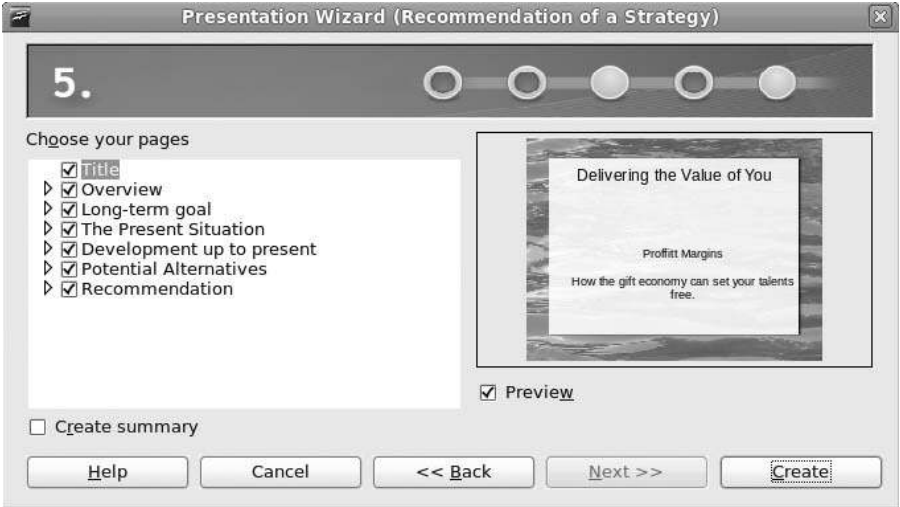 Presentation Wizard (Recommendation of a Strategy)
5.
Choose your pages
Title
Overview
Long-term goal
The Present Situation
Development up to present
Potential Alternatives
Recommendation
Delivering the Value of You
Proffitt Margins
How the gift economy can set your talents
free.
Preview
Create summary
Help
Cancel
<< Back
Next >>
Create